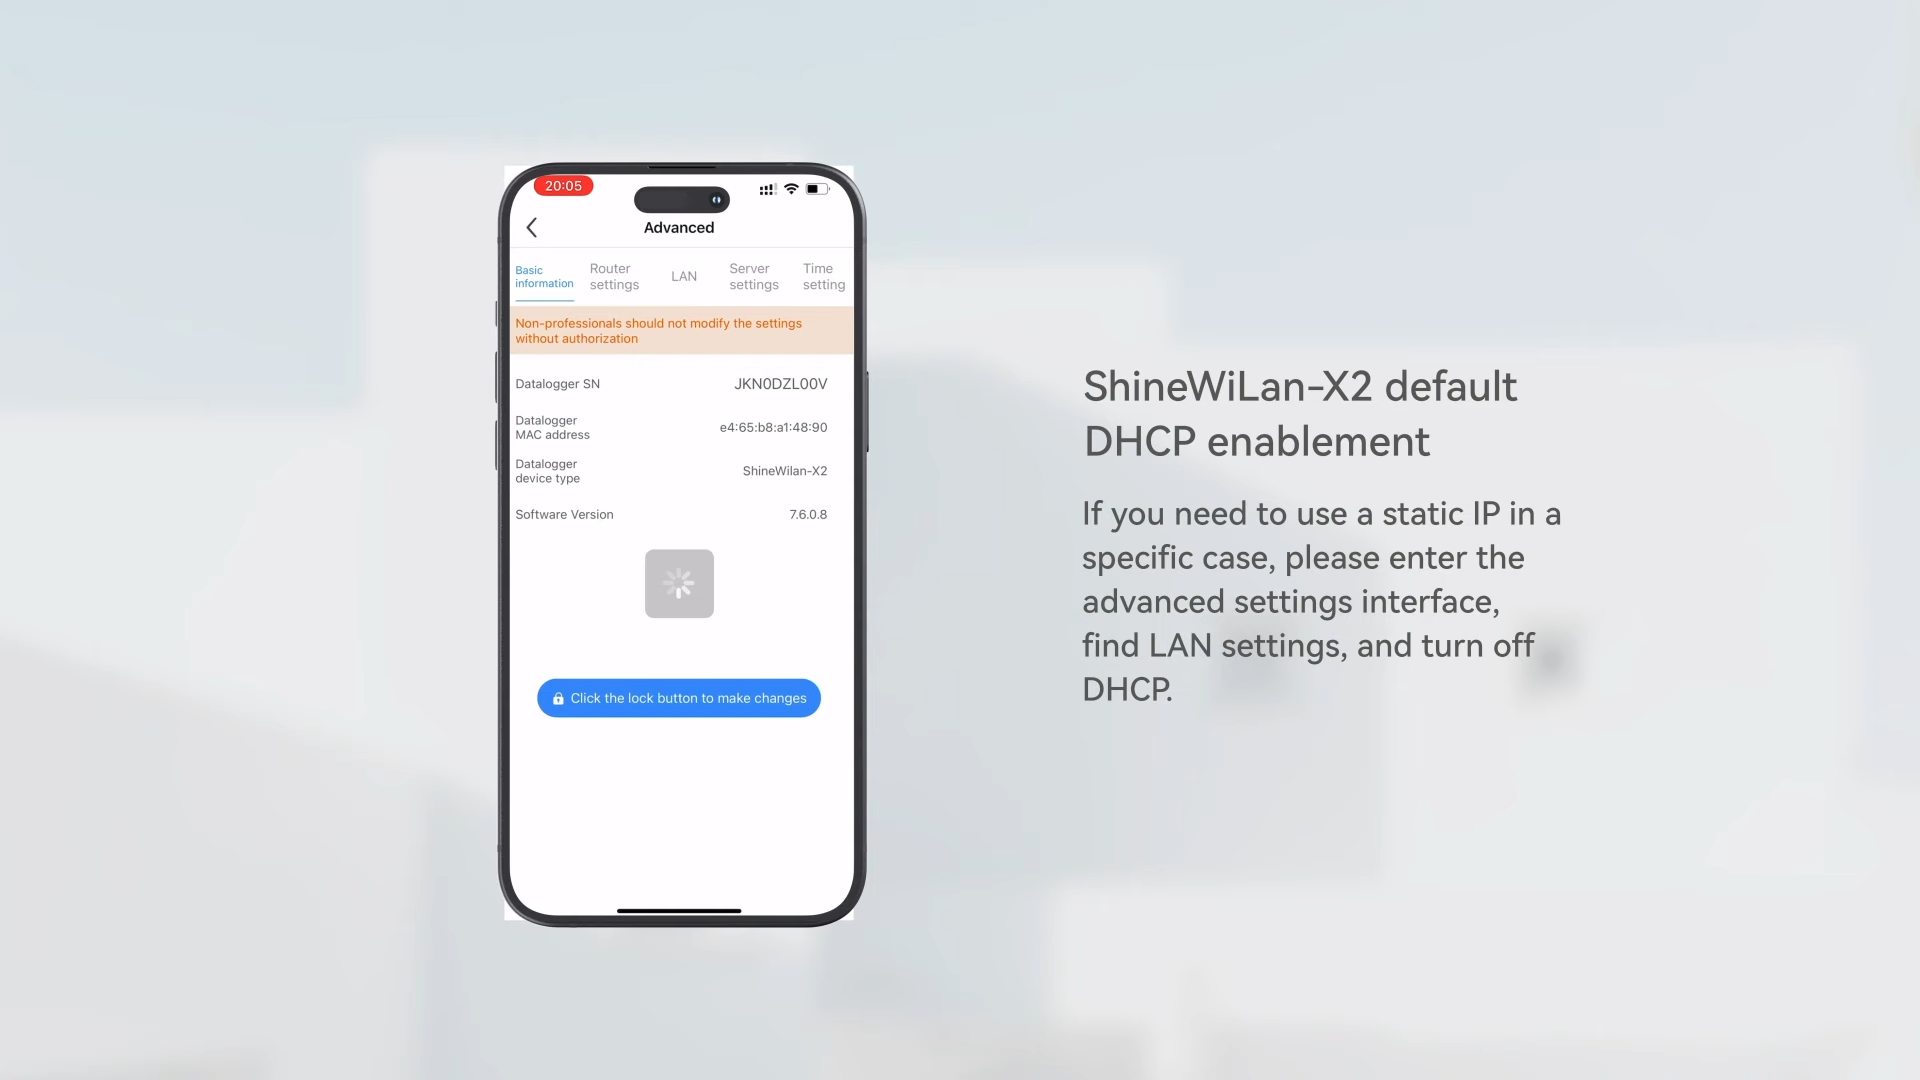 20:05
Advanced
Basic
information
Router
settings
LAN
Server
settings
Time
setting
Non-professionals should not modify the settings
without authorization
Datalogger SN
JKN0DZL00V
Datalogger
MAC address
e4:65:b8:a1:48:90
Datalogger
device type
ShineWilan-X2
Software Version
7.6.0.8
Click the lock button to make changes
ShineWiLan-X2 default
DHCP enablement
If you need to use a static IP in a
specific case, please enter the
advanced settings interface,
find LAN settings, and turn off
DHCP.